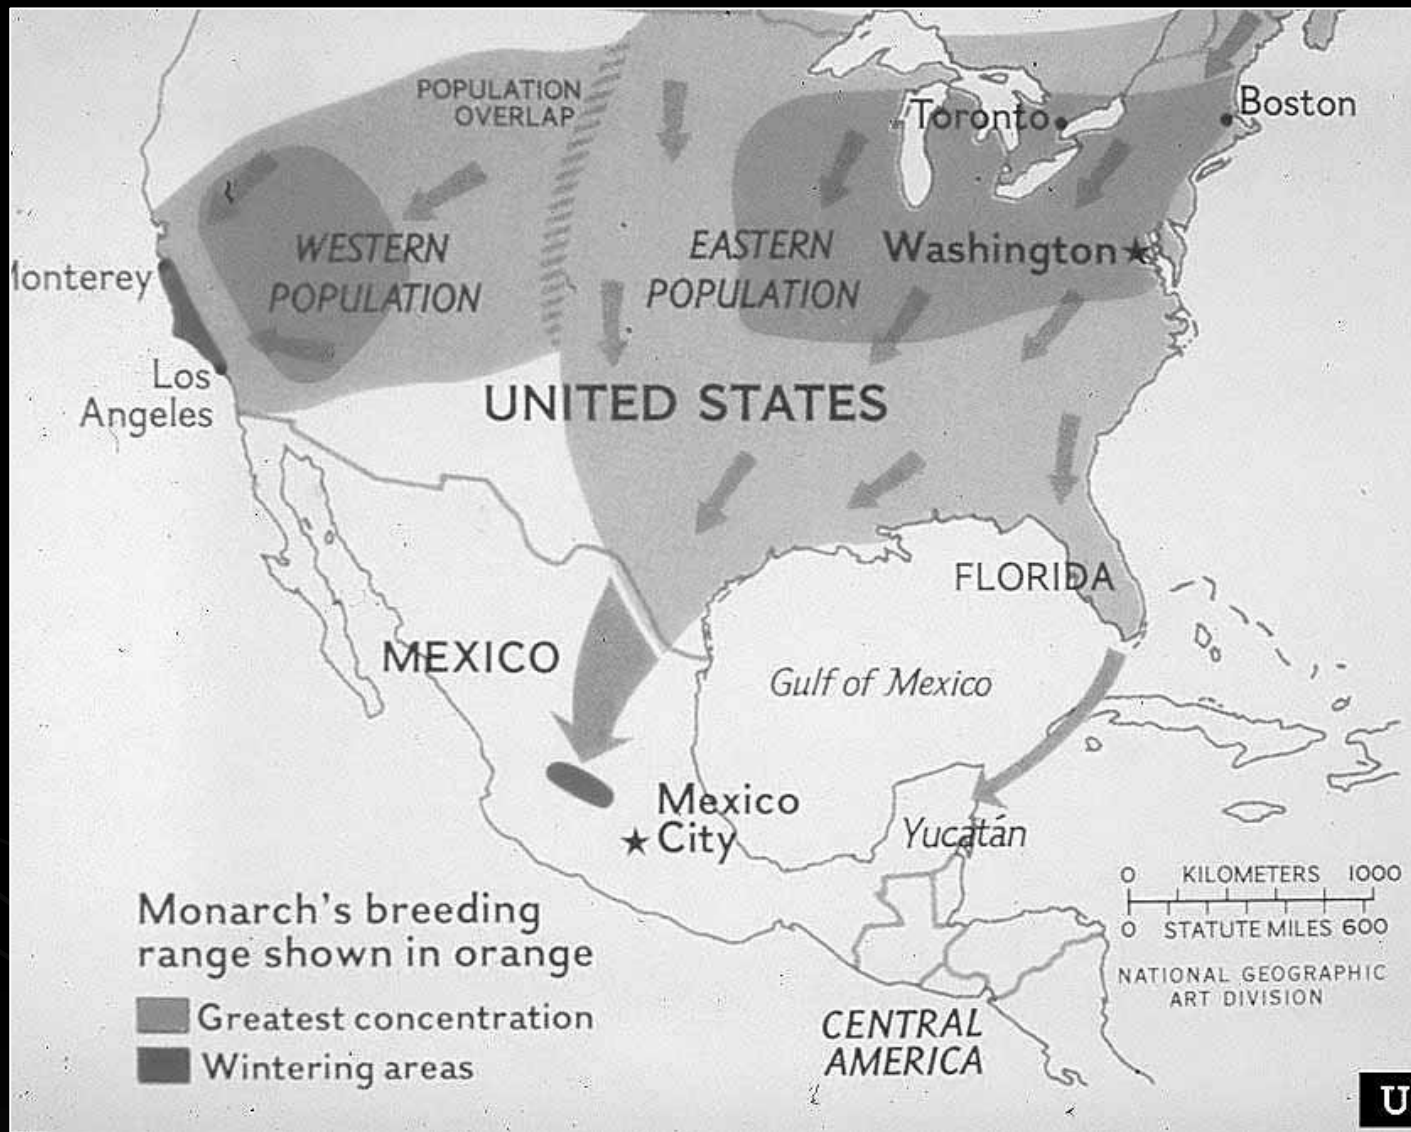 POPULATION
OVERLAP
Toronto
Boston
WESTERN
POPULATION
EASTERN
POPULATION
Washington
onterey
Los
Angeles
UNITED STATES
FLORIDA
MEXICO
Gulf of Mexico
Mexico
City
Yucatán
0 KILOMETERS 1000
0 STATUTE MILES 600
NATIONAL GEOGRAPHIC
ART DIVISION
Monarch's breeding
range shown in orange
Greatest concentration
Wintering areas
CENTRAL
AMERICA
U